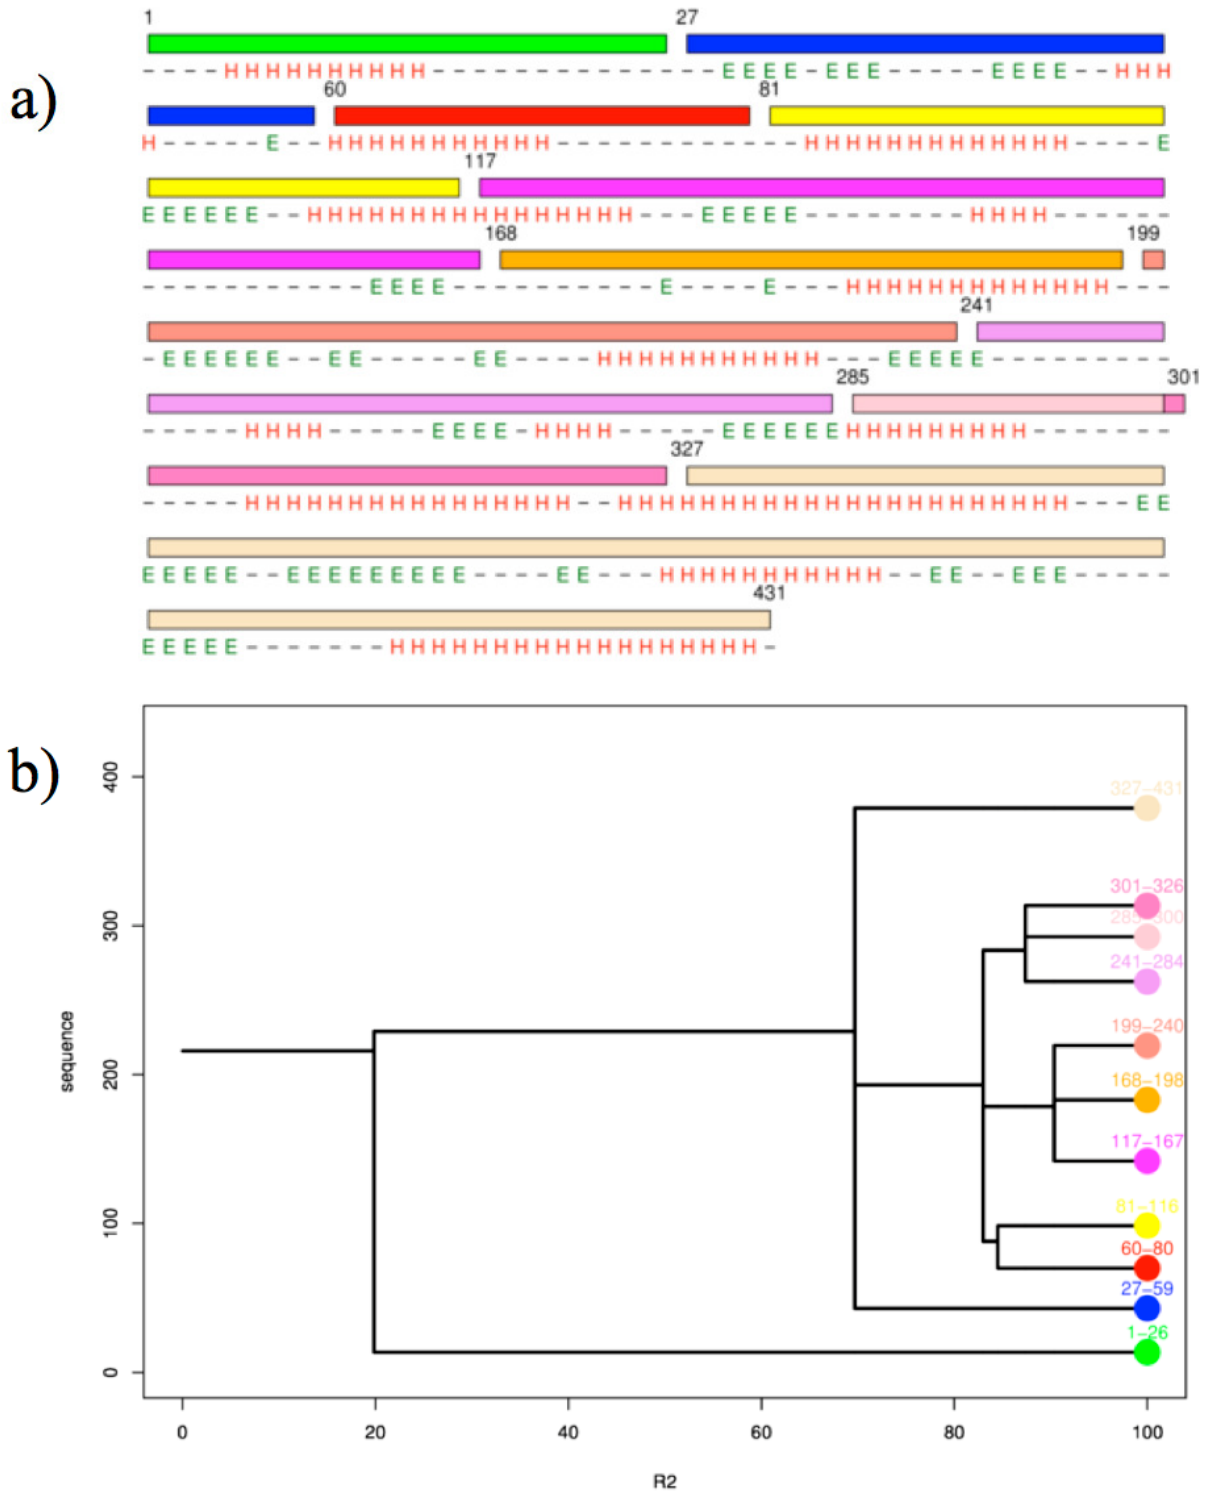 a)
1 27
- - - - H H H H H H H H H H - - - - - - - - - - - - - - E E E E - E E E - - - - - E E E E - - H H H
60 81
H - - - - - E - - H H H H H H H H H H H - - - - - - - - - - - - H H H H H H H H H H H H H - - - - E
117
E E E E E E - - H H H H H H H H H H H H H H H H - - - E E E E E - - - - - - - - H H H H - - - - - -
168 199
- - - - - - - - - - - E E E E - - - - - - - - - - E - - - - E - - - H H H H H H H H H H H H H - - -
241
- E E E E E E - - E E - - - - - E E - - - - H H H H H H H H H H H - - - E E E E E - - - - - - - - -
285 301
- - - - - H H H H - - - - - E E E E - H H H H - - - - - E E E E E E H H H H H H H H H - - - - - - -
327
- - - - - H H H H H H H H H H H H H H H H - - H H H H H H H H H H H H H H H H H H H H H H - - - E E
E E E E E - - E E E E E E E E E - - - - E E - - - H H H H H H H H H H H - - E E - - E E E - - - - -
431
E E E E E - - - - - - - H H H H H H H H H H H H H H H H H H -
b)
sequence
400
300
200
100
0
327-431
301-326
285-300
241-284
199-240
168-198
117-167
81-116
60-80
27-59
1-26
0 20 40 60 80 100
R2